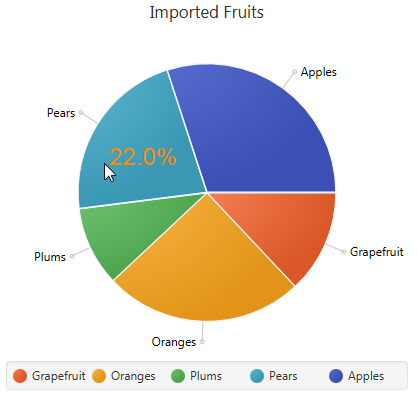 Imported Fruits
Apples
Pears
22.0%
Grapefruit
Plums
Oranges
Grapefruit Oranges Plums Pears Apples